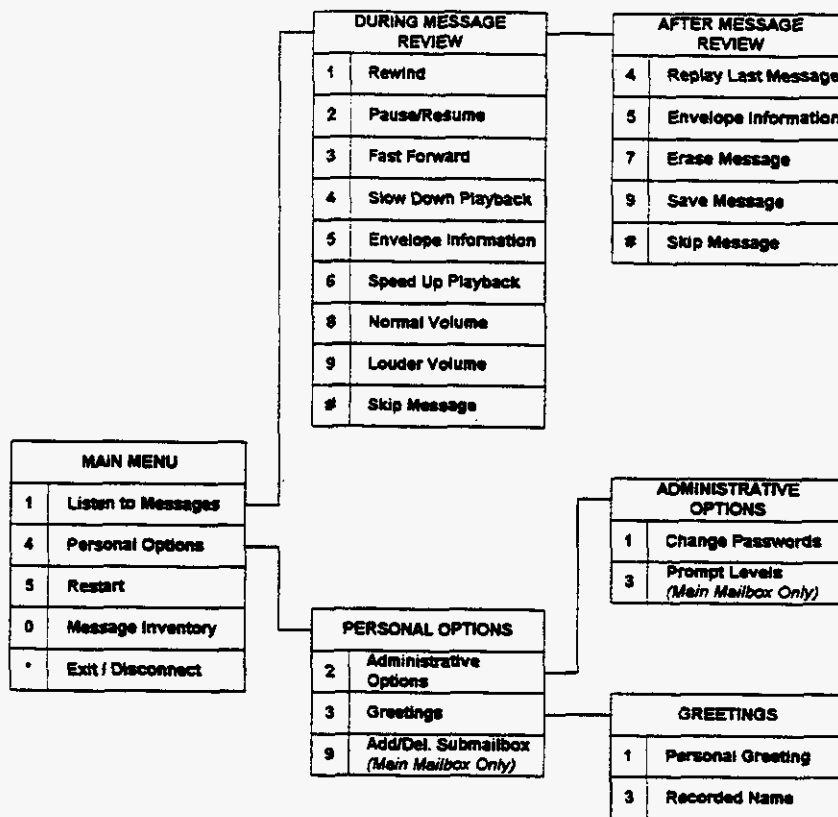 DURING MESSAGE
REVIEW
1 Rewind
2 Pause/Resume
3 Fast Forward
4 Slow Down Playback
5 Envelope Information
6 Speed Up Playback
8 Normal Volume
9 Louder Volume
# Skip Message
AFTER MESSAGE
REVIEW
4 Replay Last Message
5 Envelope Information
7 Erase Message
9 Save Message
# Skip Message
MAIN MENU
1 Listen to Messages
4 Personal Options
5 Restart
0 Message Inventory
* Exit / Disconnect
PERSONAL OPTIONS
2 Administrative
Options
3 Greetings
9 Add/Del. Submailbox
(Main Mailbox Only)
ADMINISTRATIVE
OPTIONS
1 Change Passwords
3 Prompt Levels
(Main Mailbox Only)
GREETINGS
1 Personal Greeting
3 Recorded Name